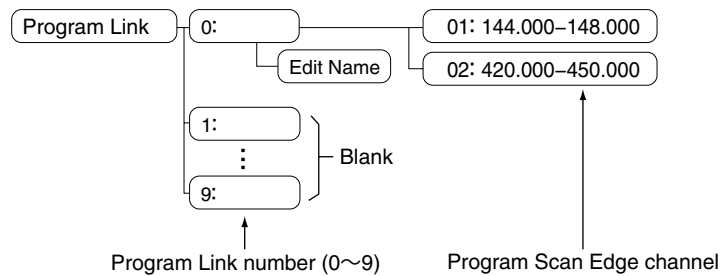 Program Link
0:
01: 144.000–148.000
02: 420.000–450.000
Edit Name
1:
⋮
9:
Blank
Program Link number (0～9)
Program Scan Edge channel